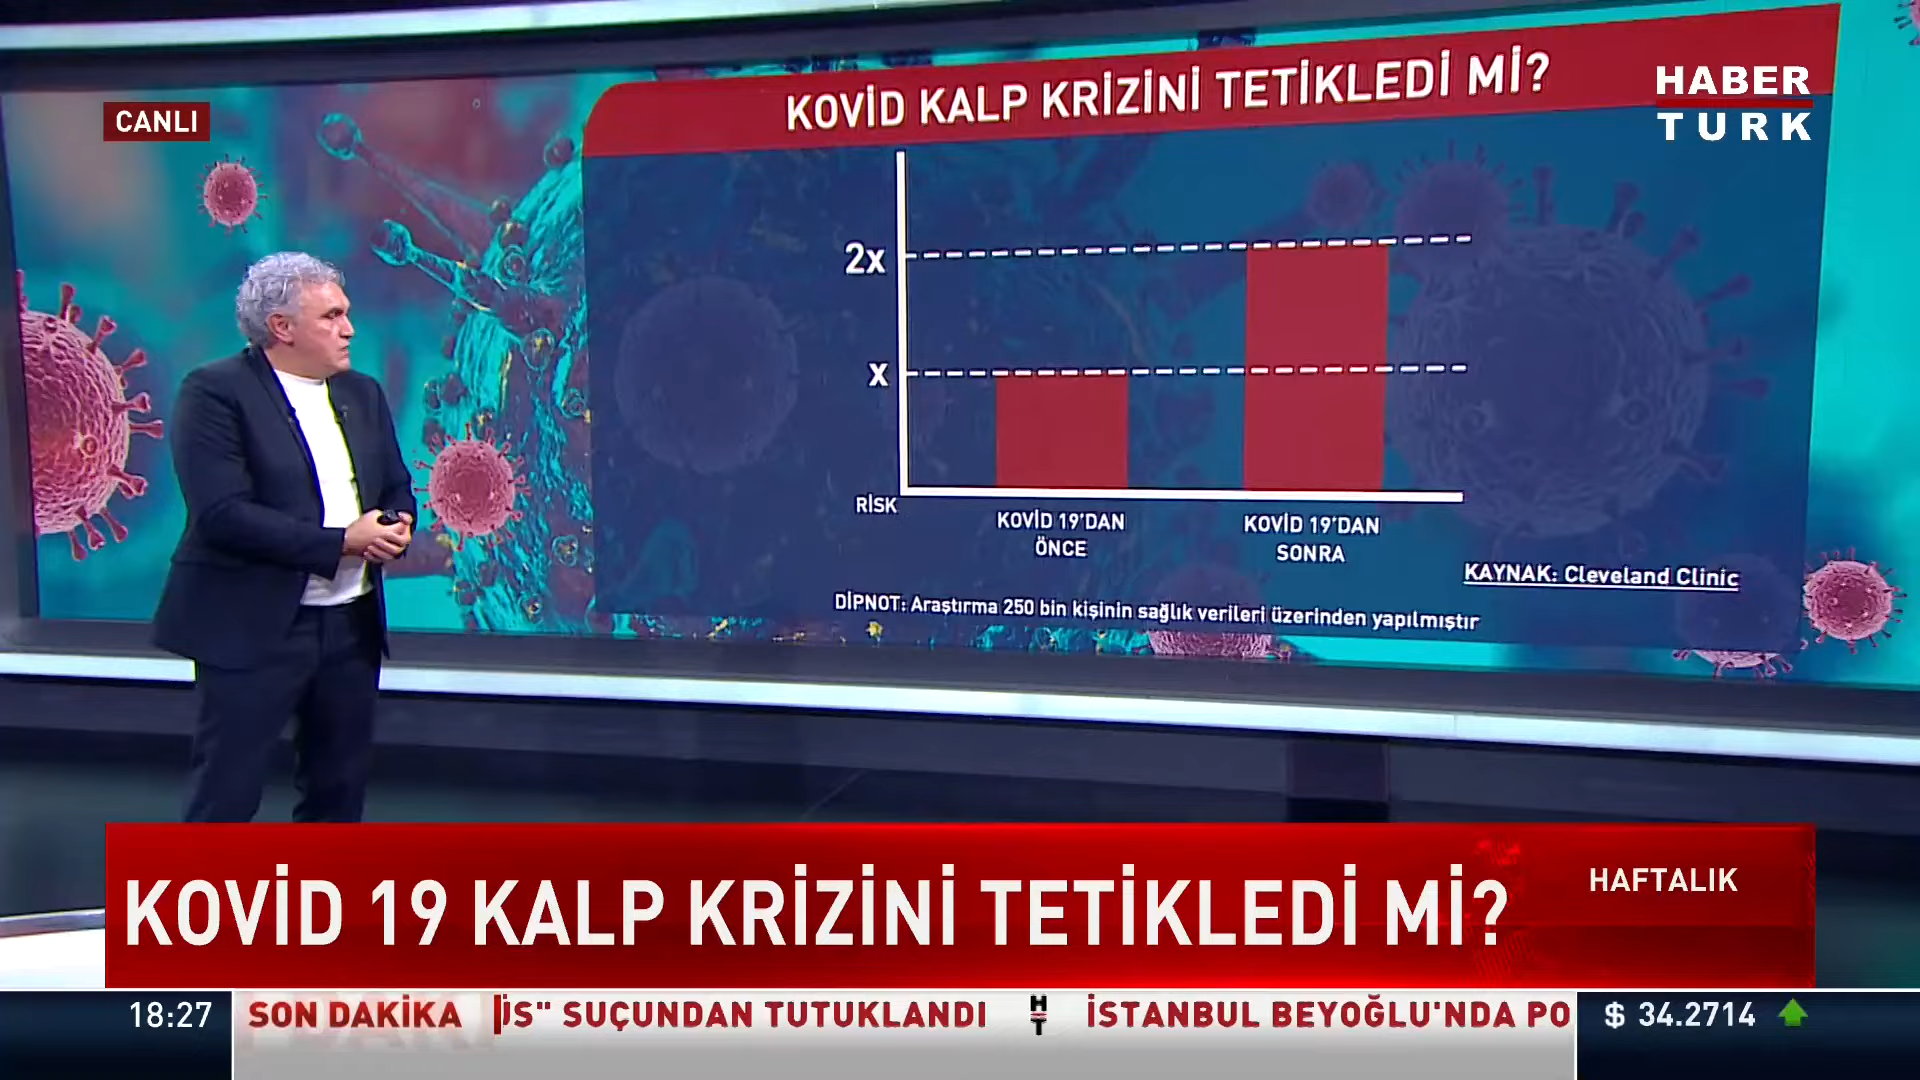 CANLI
KOVİD KALP KRİZİNİ TETİKLEDİ Mİ?
HABER
TURK
2x
x
RİSK
KOVİD 19'DAN
ÖNCE
KOVİD 19'DAN
SONRA
KAYNAK: Cleveland Clinic
DİPNOT: Araştırma 250 bin kişinin sağlık verileri üzerinden yapılmıştır
KOVİD 19 KALP KRİZİNİ TETİKLEDİ Mİ?
HAFTALIK
18:27
SON DAKİKA
İS" SUÇUNDAN TUTUKLANDI
HT
İSTANBUL BEYOĞLU'NDA PO
$ 34.2714